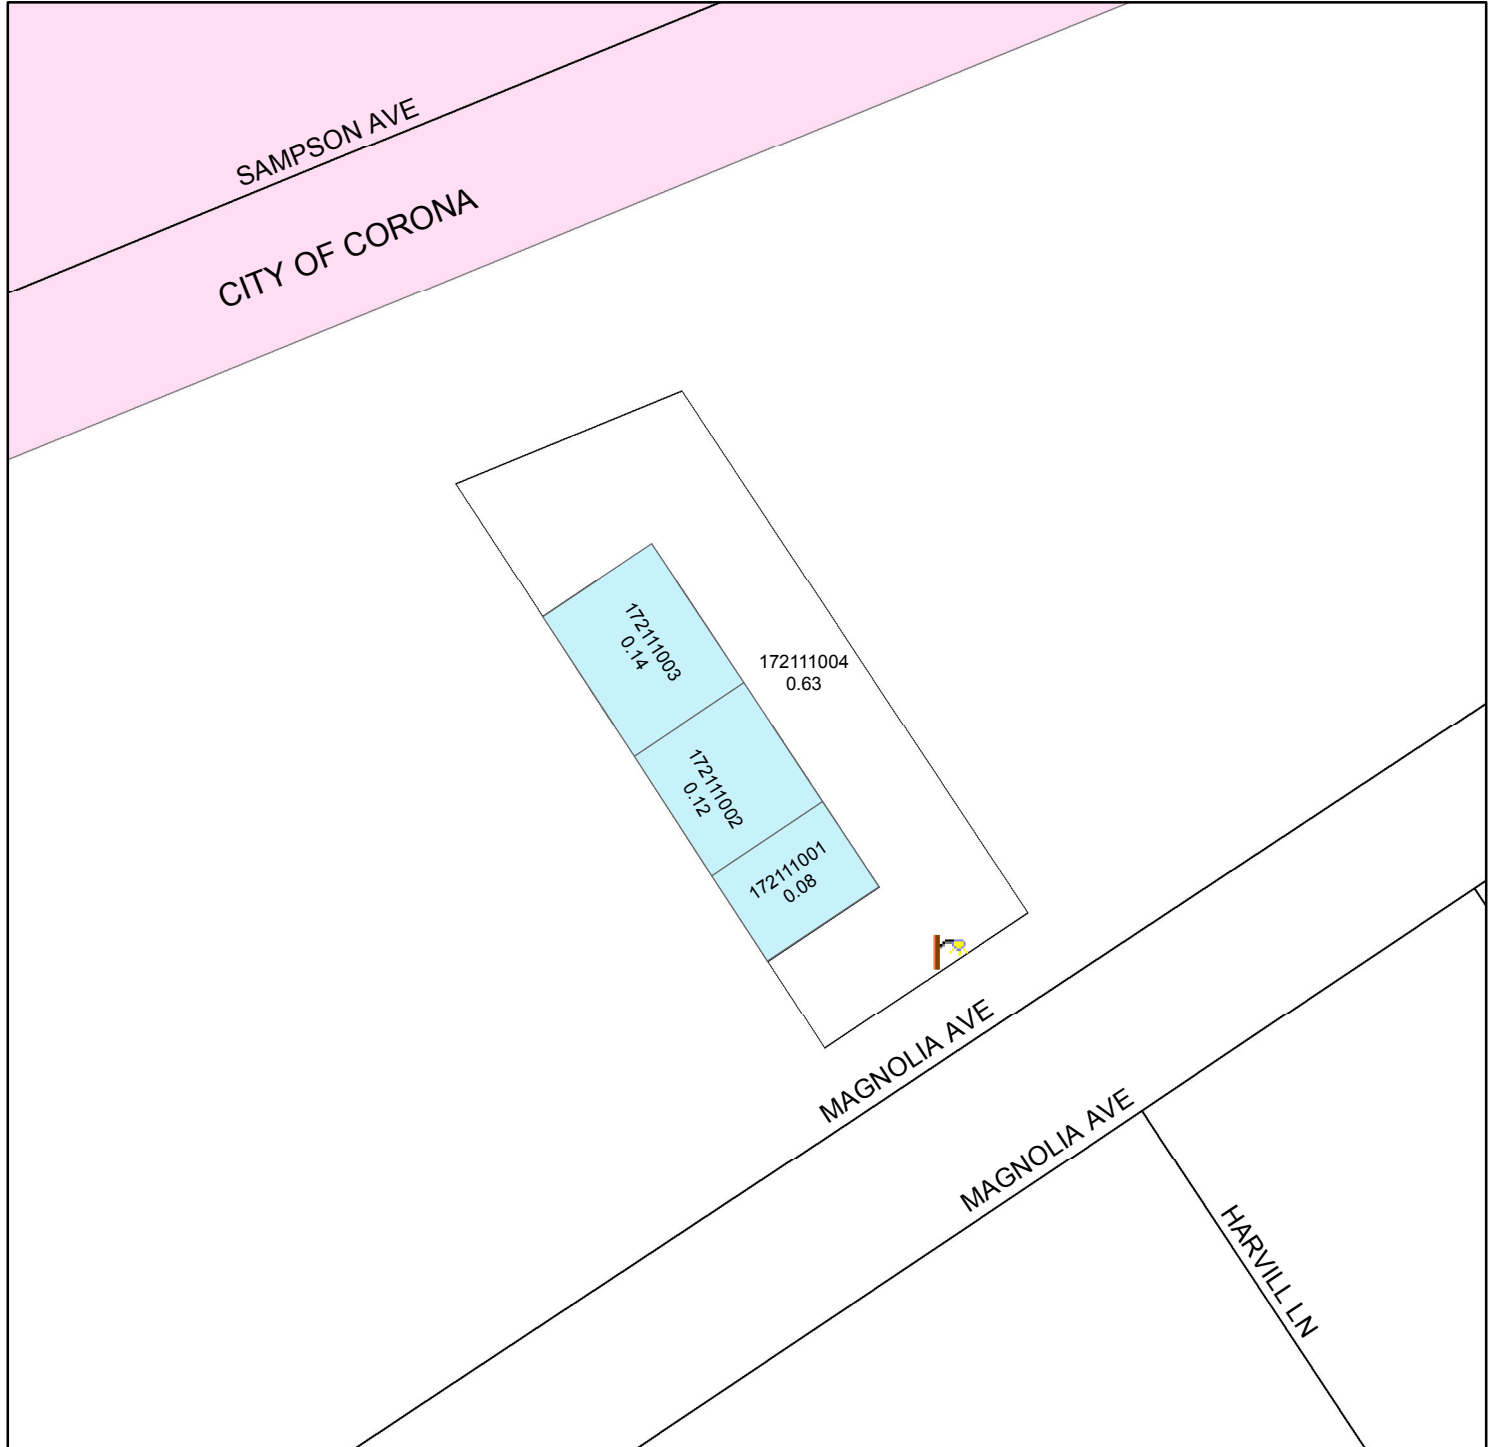 SAMPSON AVE
CITY OF CORONA
172111003
0.14
172111004
0.63
172111002
0.12
172111001
0.08
MAGNOLIA AVE
MAGNOLIA AVE
HARVILL LN